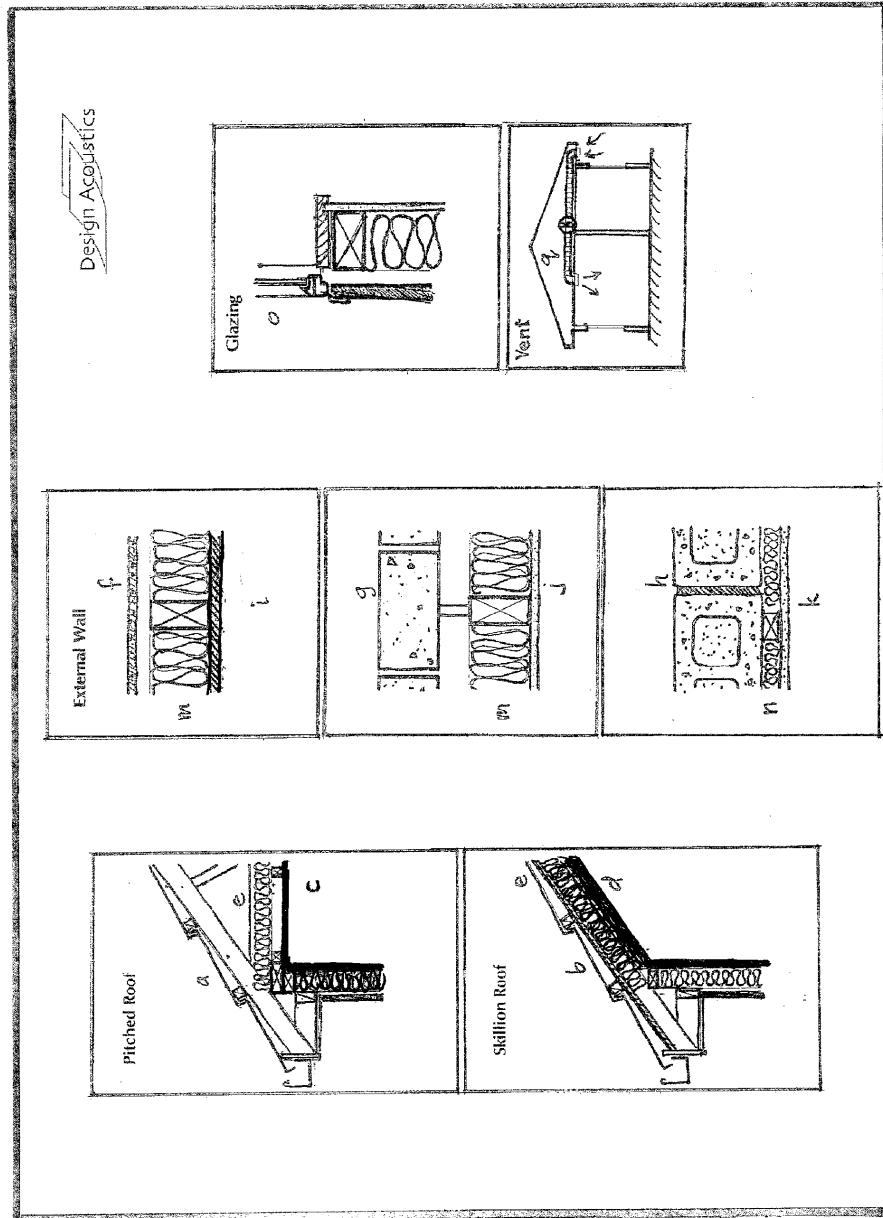 Design Acoustics
Pitched Roof
a
e
c
Skillion Roof
e
b
d
External Wall
f
m
i
g
m
j
h
n
k
Glazing
o
Vent
q